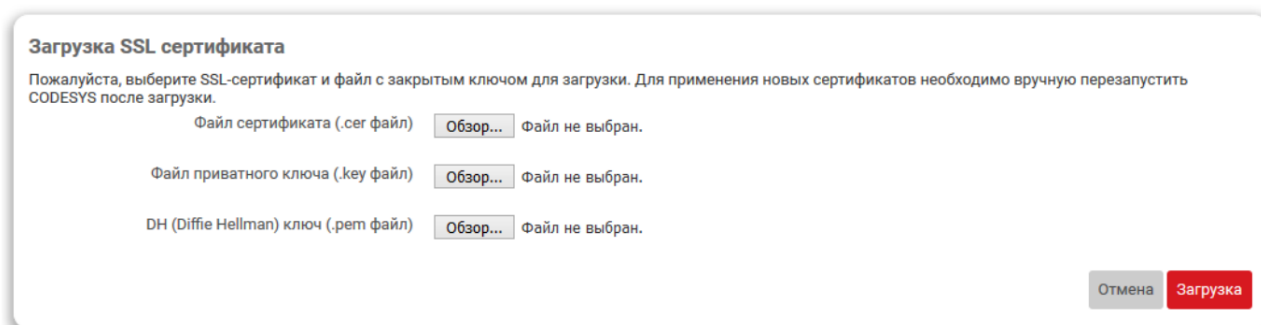 Загрузка SSL сертификата
Пожалуйста, выберите SSL-сертификат и файл с закрытым ключом для загрузки. Для применения новых сертификатов необходимо вручную перезапустить
CODESYS после загрузки.
Файл сертификата (.cer файл) Обзор... Файл не выбран.
Файл приватного ключа (.key файл) Обзор... Файл не выбран.
DH (Diffie Hellman) ключ (.pem файл) Обзор... Файл не выбран.
Отмена Загрузка